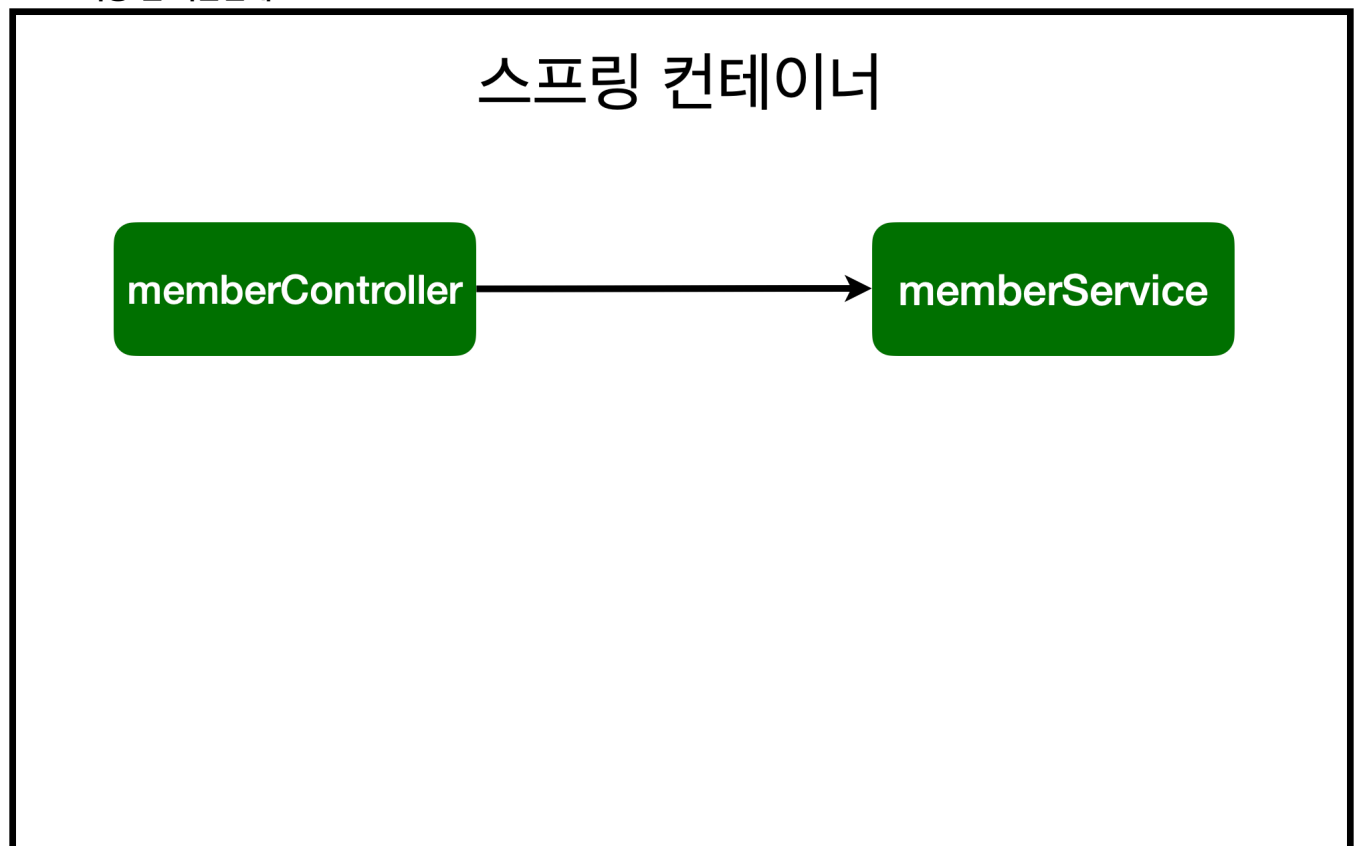 스프링 컨테이너
memberController
memberService